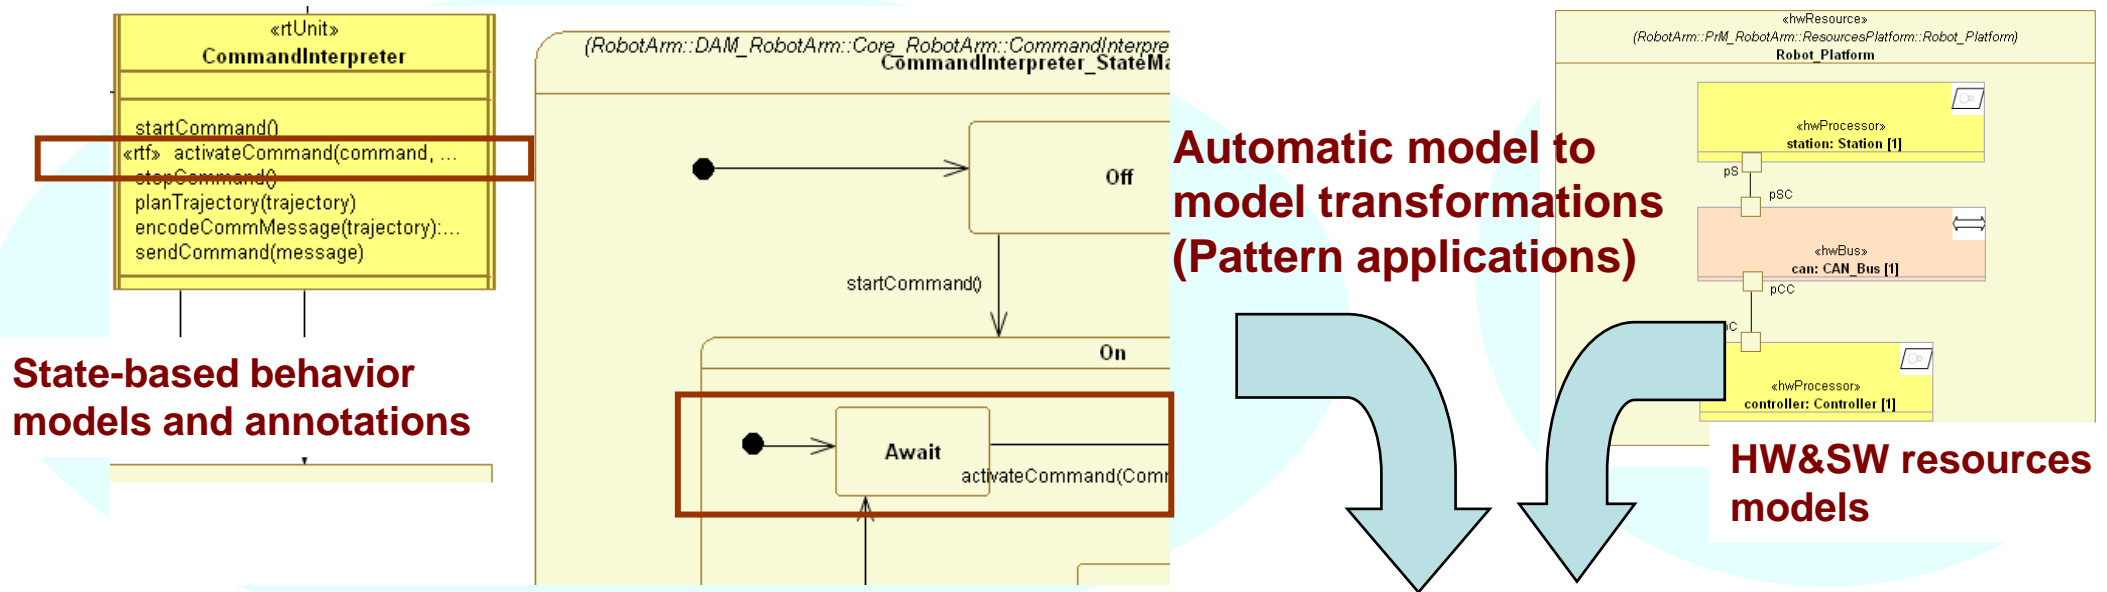 «rtUnit»
CommandInterpreter
startCommand()
«rtf» activateCommand(command, ...
stopCommand()
planTrajectory(trajectory)
encodeCommMessage(trajectory):...
sendCommand(message)
State-based behavior
models and annotations
(RobotArm::DAM_RobotArm::Core_RobotArm::CommandInterpre
CommandInterpreter_StateMa
Off
startCommand()
On
Await
activateCommand(Com
Automatic model to
model transformations
(Pattern applications)
«hwResource»
(RobotArm::PrM_RobotArm::ResourcesPlatform::Robot_Platform)
Robot_Platform
«hwProcessor»
station: Station [1]
pS
pSC
«hwBus»
can: CAN_Bus [1]
pCC
«hwProcessor»
controller: Controller [1]
HW&SW resources
models